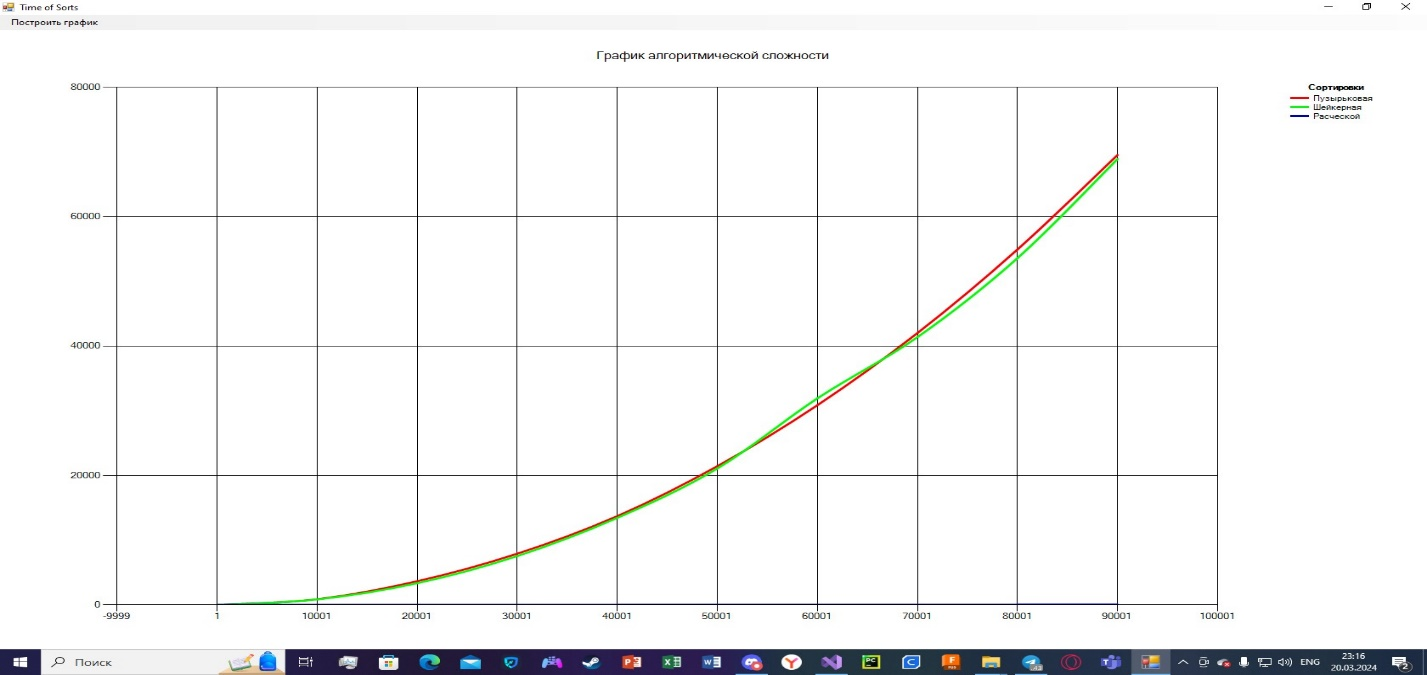 Time of Sorts
Построить график
График алгоритмической сложности
Сортировки
Пузырьковая
Шейкерная
Расческой
80000
60000
40000
20000
0
-9999 1 10001 20001 30001 40001 50001 60001 70001 80001 90001 100001
Поиск
ENG
23:16
20.03.2024
2